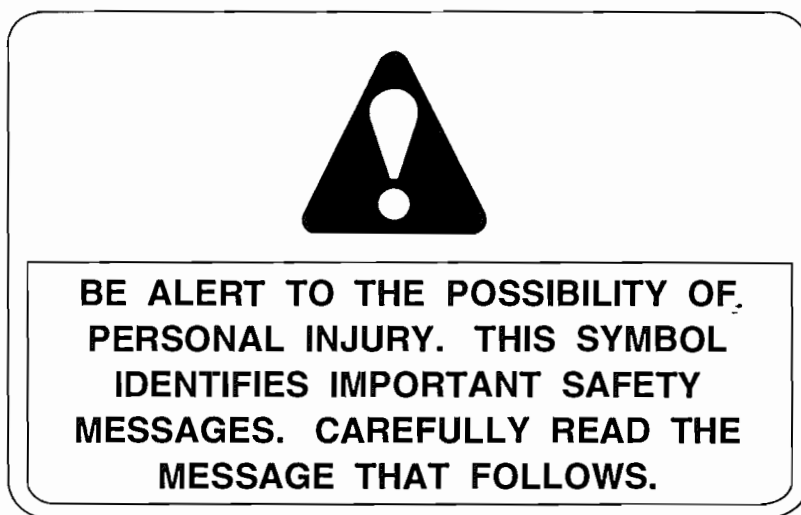 BE ALERT TO THE POSSIBILITY OF
PERSONAL INJURY. THIS SYMBOL
IDENTIFIES IMPORTANT SAFETY
MESSAGES. CAREFULLY READ THE
MESSAGE THAT FOLLOWS.